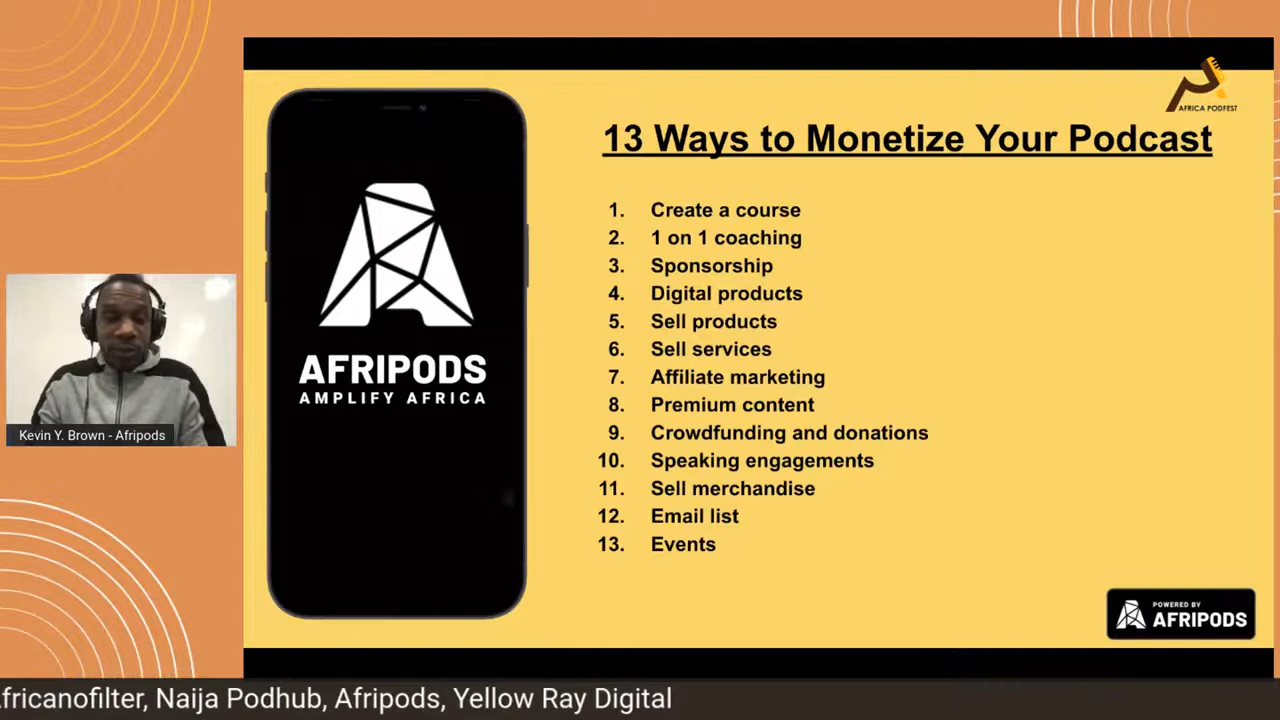 AFRICA PODFEST
13 Ways to Monetize Your Podcast
AFRIPODS
AMPLIFY AFRICA
1. Create a course
2. 1 on 1 coaching
3. Sponsorship
4. Digital products
5. Sell products
6. Sell services
7. Affiliate marketing
8. Premium content
9. Crowdfunding and donations
10. Speaking engagements
11. Sell merchandise
12. Email list
13. Events
Kevin Y. Brown - Afripods
POWERED BY
AFRIPODS
fricanofilter, Naija Podhub, Afripods, Yellow Ray Digital